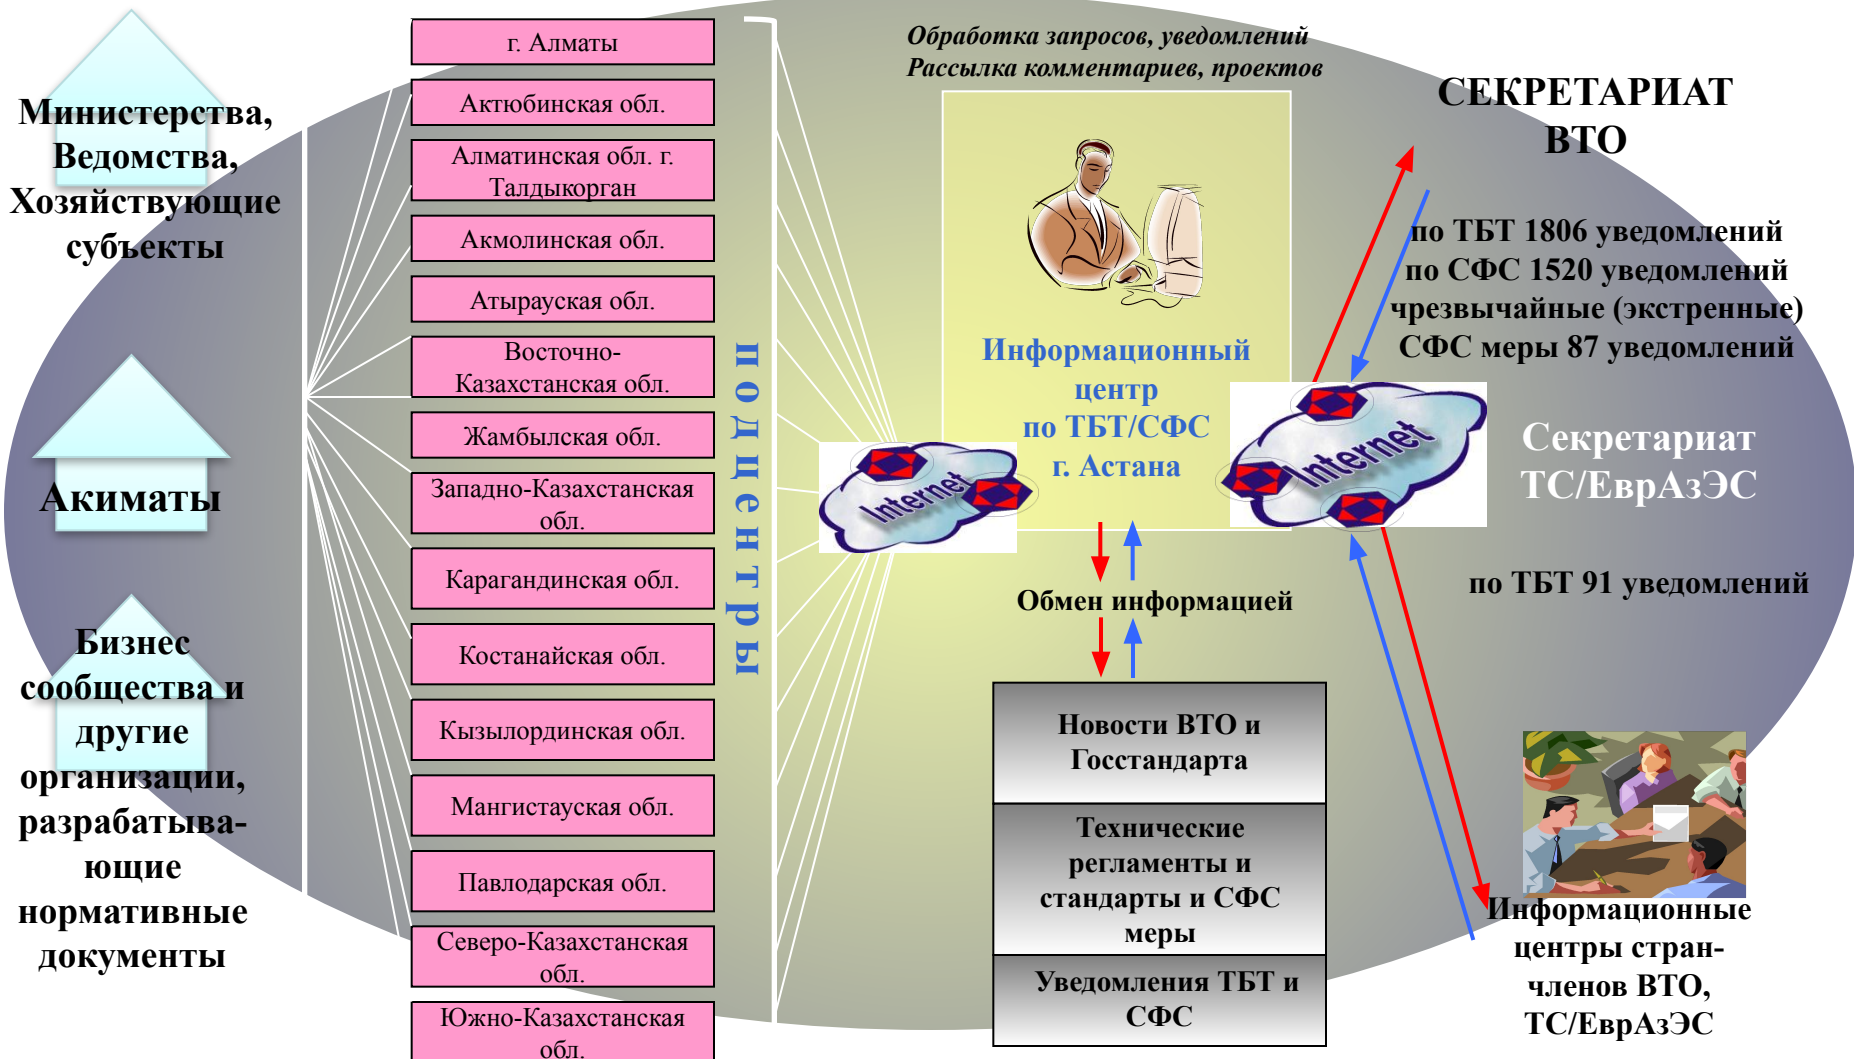 Министерства,
Ведомства,
Хозяйствующие
субъекты
Акиматы
Бизнес
сообщества и
другие
организации,
разрабатыва-
ющие
нормативные
документы
г. Алматы
Актюбинская обл.
Алматинская обл. г.
Талдыкорган
Акмолинская обл.
Атырауская обл.
Восточно-
Казахстанская обл.
Жамбылская обл.
Западно-Казахстанская
обл.
Карагандинская обл.
Костанайская обл.
Кызылординская обл.
Мангистауская обл.
Павлодарская обл.
Северо-Казахстанская
обл.
Южно-Казахстанская
обл.
подцентры
Обработка запросов, уведомлений
Рассылка комментариев, проектов
Информационный
центр
по ТБТ/СФС
г. Астана
Internet
Internet
Обмен информацией
Новости ВТО и
Госстандарта
Технические
регламенты и
стандарты и СФС
меры
Уведомления ТБТ и
СФС
СЕКРЕТАРИАТ
ВТО
по ТБТ 1806 уведомлений
по СФС 1520 уведомлений
чрезвычайные (экстренные)
СФС меры 87 уведомлений
Секретариат
ТС/ЕврАзЭС
по ТБТ 91 уведомлений
Информационные
центры стран-
членов ВТО,
ТС/ЕврАзЭС